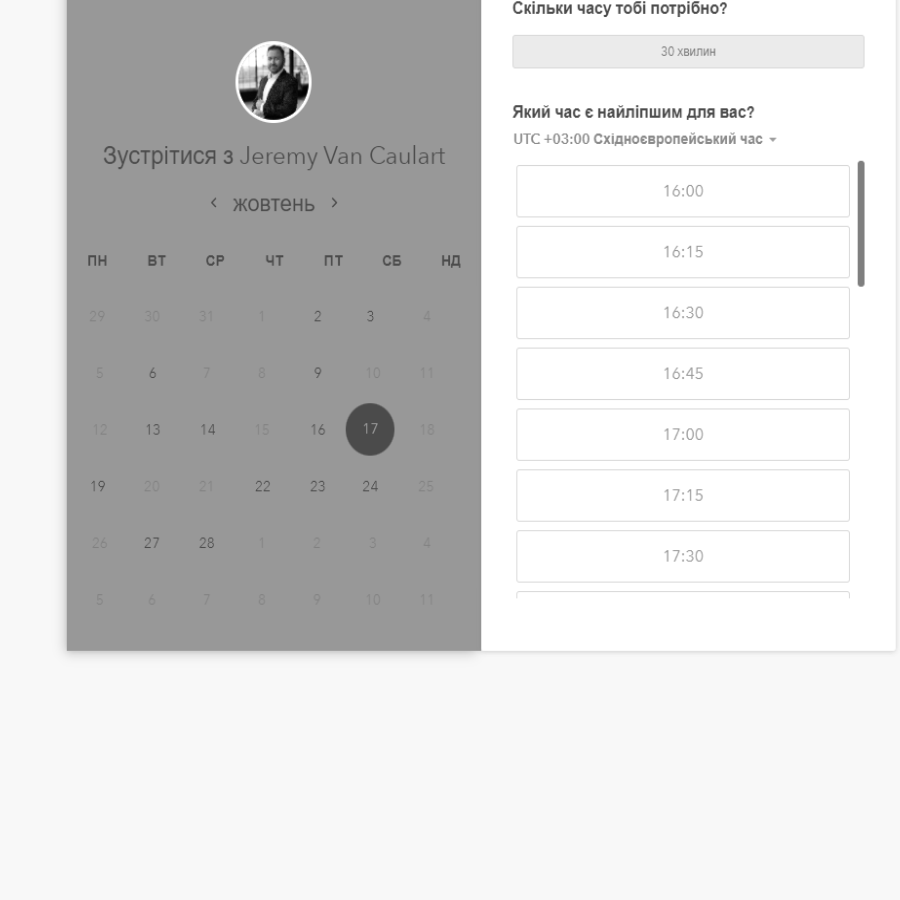 Зустрітися з Jeremy Van Caulart
‹ жовтень ›
ПН ВТ СР ЧТ ПТ СБ НД
29 30 31 1 2 3 4
5 6 7 8 9 10 11
12 13 14 15 16 17 18
19 20 21 22 23 24 25
26 27 28 1 2 3 4
5 6 7 8 9 10 11
Скільки часу тобі потрібно?
30 хвилин
Який час є найліпшим для вас?
UTC +03:00 Східноєвропейський час
16:00
16:15
16:30
16:45
17:00
17:15
17:30